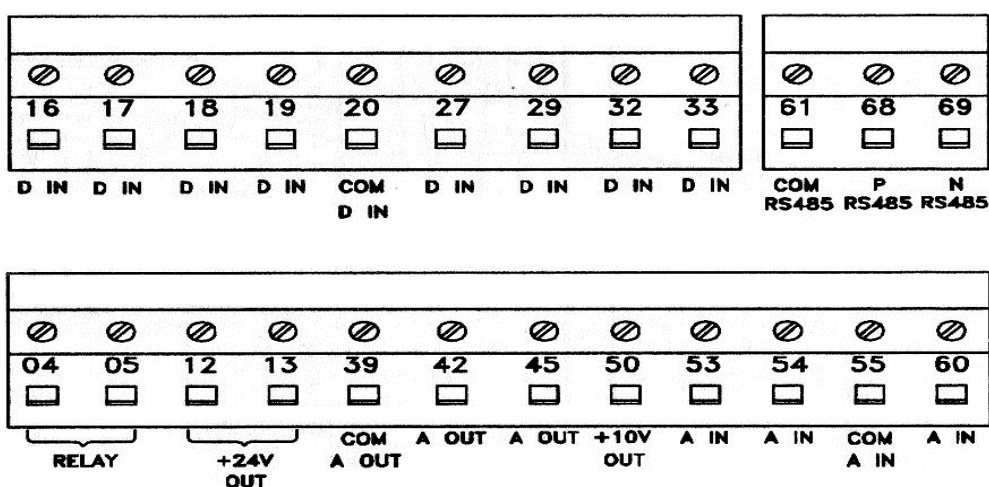 16 17 18 19 20 27 29 32 33 61 68 69
D IN D IN D IN D IN COM D IN D IN D IN D IN COM P N
D IN RS485 RS485 RS485
04 05 12 13 39 42 45 50 53 54 55 60
RELAY +24V COM A OUT A OUT +10V A IN A IN COM A IN
OUT A OUT OUT A IN